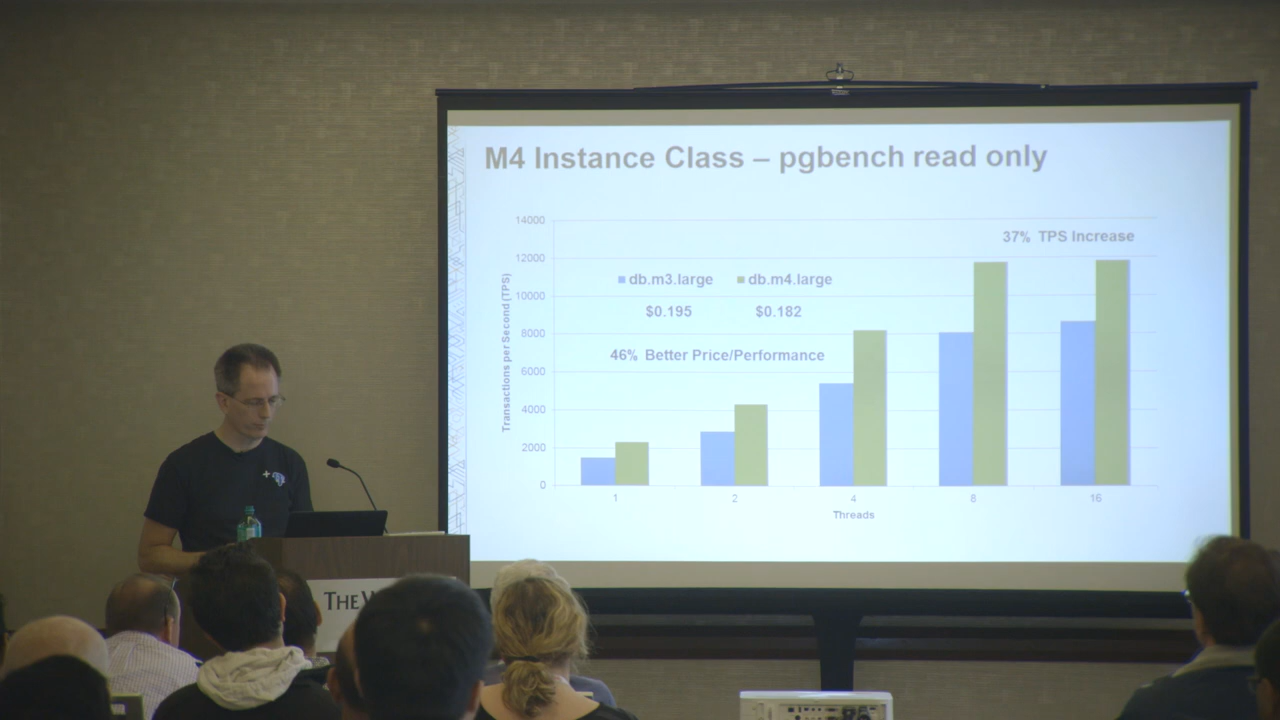 M4 Instance Class – pgbench read only
14000
12000
10000
8000
6000
4000
2000
0
Transactions per Second (TPS)
37% TPS Increase
db.m3.large db.m4.large
$0.195 $0.182
46% Better Price/Performance
1 2 4 8 16
Threads
THE